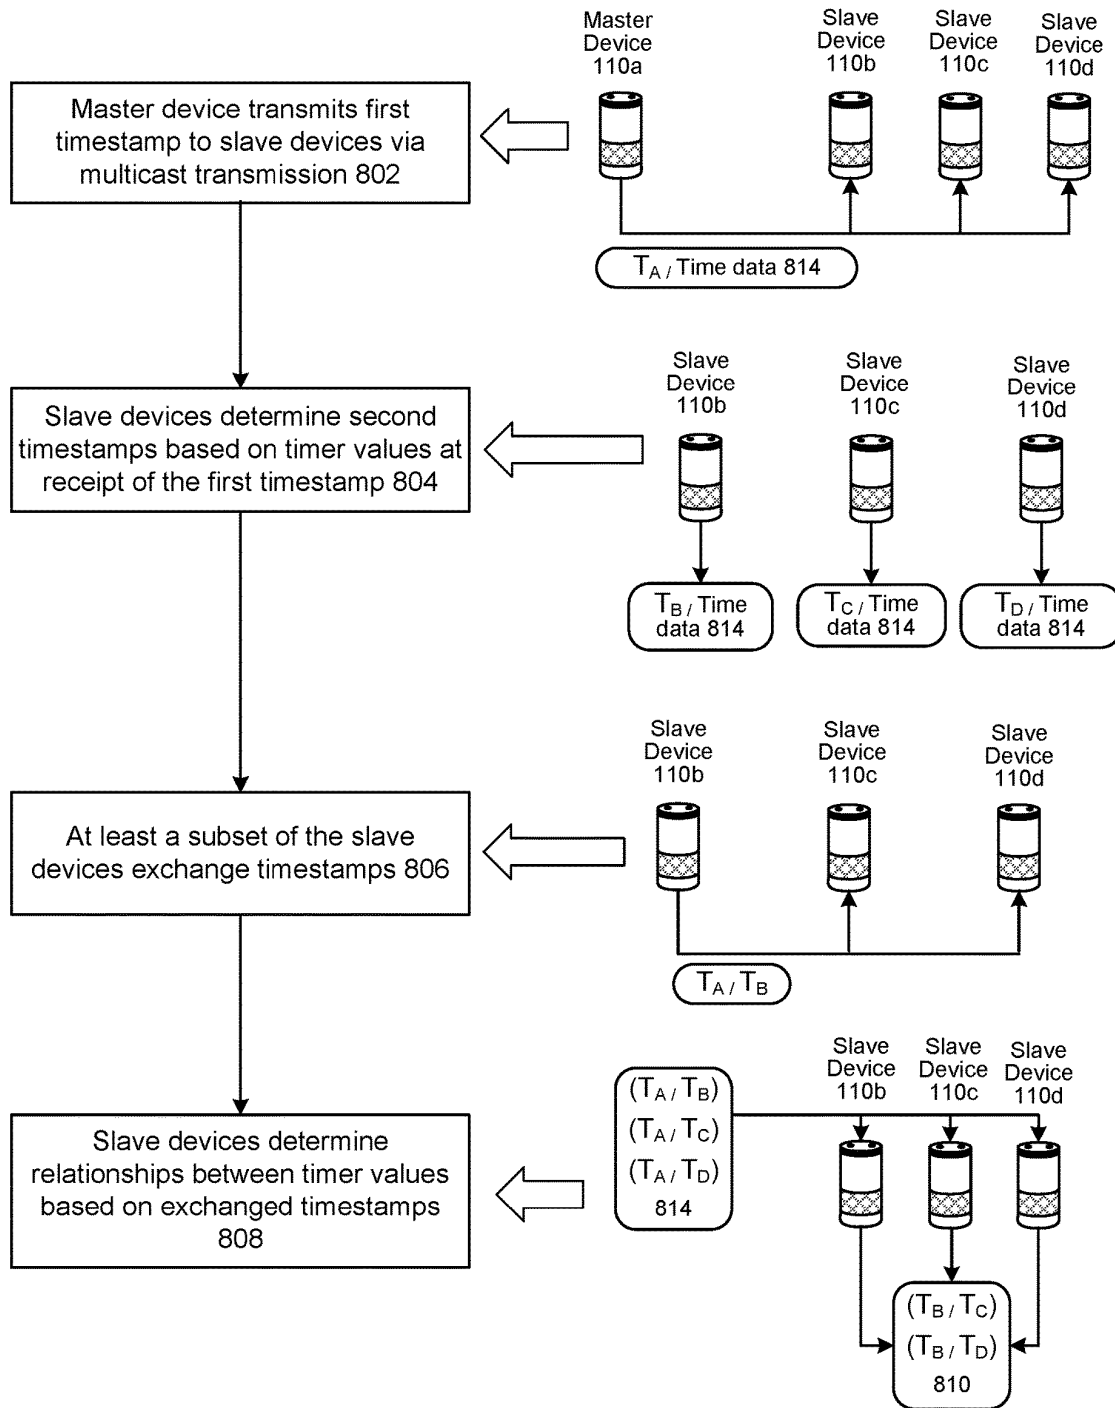 Master
Device
110a
Slave
Device
110b
Slave
Device
110c
Slave
Device
110d
Master device transmits first
timestamp to slave devices via
multicast transmission 802
TA / Time data 814
Slave
Device
110b
Slave
Device
110c
Slave
Device
110d
Slave devices determine second
timestamps based on timer values at
receipt of the first timestamp 804
TB / Time
data 814
TC / Time
data 814
TD / Time
data 814
Slave
Device
110b
Slave
Device
110c
Slave
Device
110d
At least a subset of the slave
devices exchange timestamps 806
TA / TB
Slave
Device
110b
Slave
Device
110c
Slave
Device
110d
(TA / TB)
(TA / TC)
(TA / TD)
814
Slave devices determine
relationships between timer values
based on exchanged timestamps
808
(TB / TC)
(TB / TD)
810